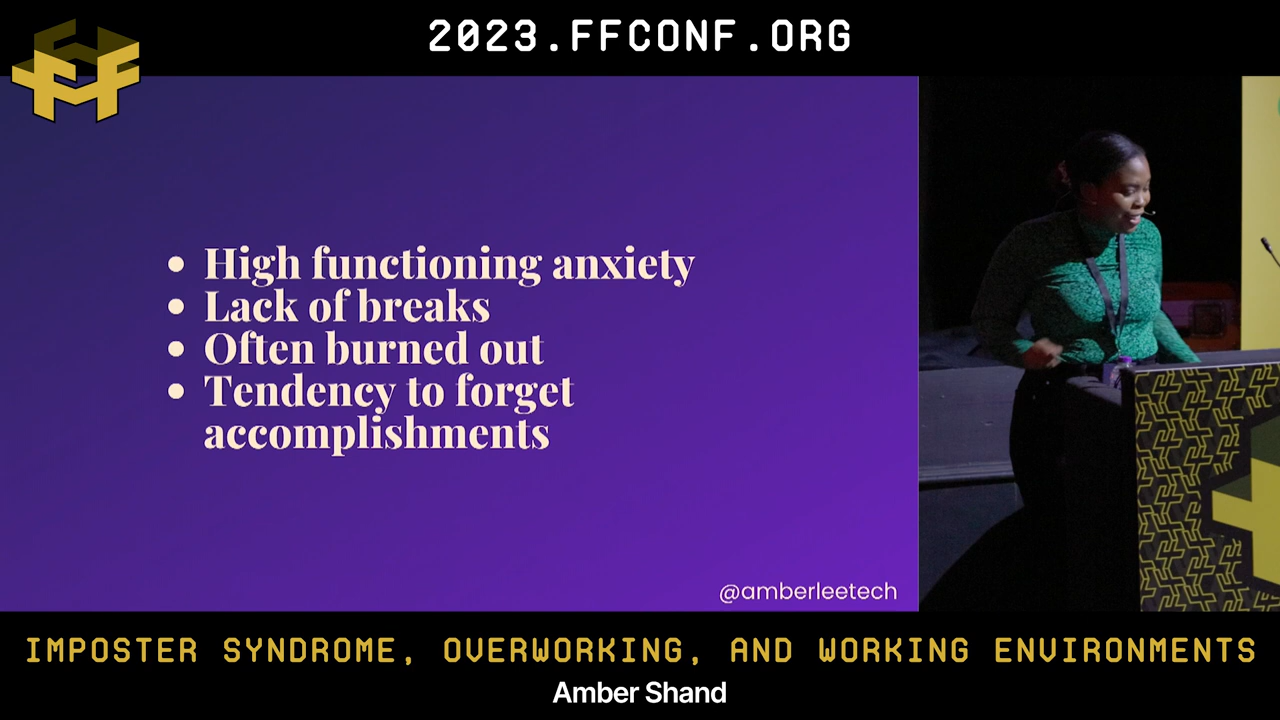 2023.FFCONF.ORG
• High functioning anxiety
• Lack of breaks
• Often burned out
• Tendency to forget
accomplishments
@amberleetech
IMPOSTER SYNDROME, OVERWORKING, AND WORKING ENVIRONMENTS
Amber Shand